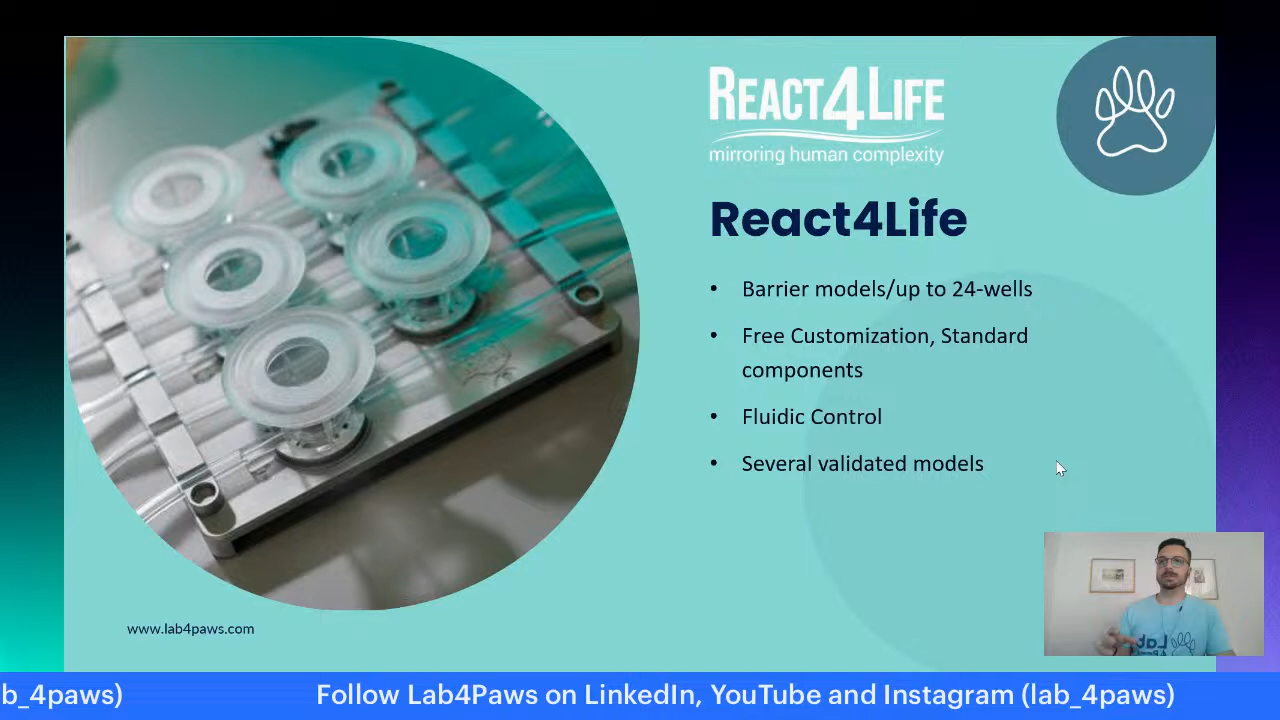 REACT4LIFE
mirroring human complexity
React4Life
• Barrier models/up to 24-wells
• Free Customization, Standard
components
• Fluidic Control
• Several validated models
www.lab4paws.com
Lab
b_4paws) Follow Lab4Paws on LinkedIn, YouTube and Instagram (lab_4paws)